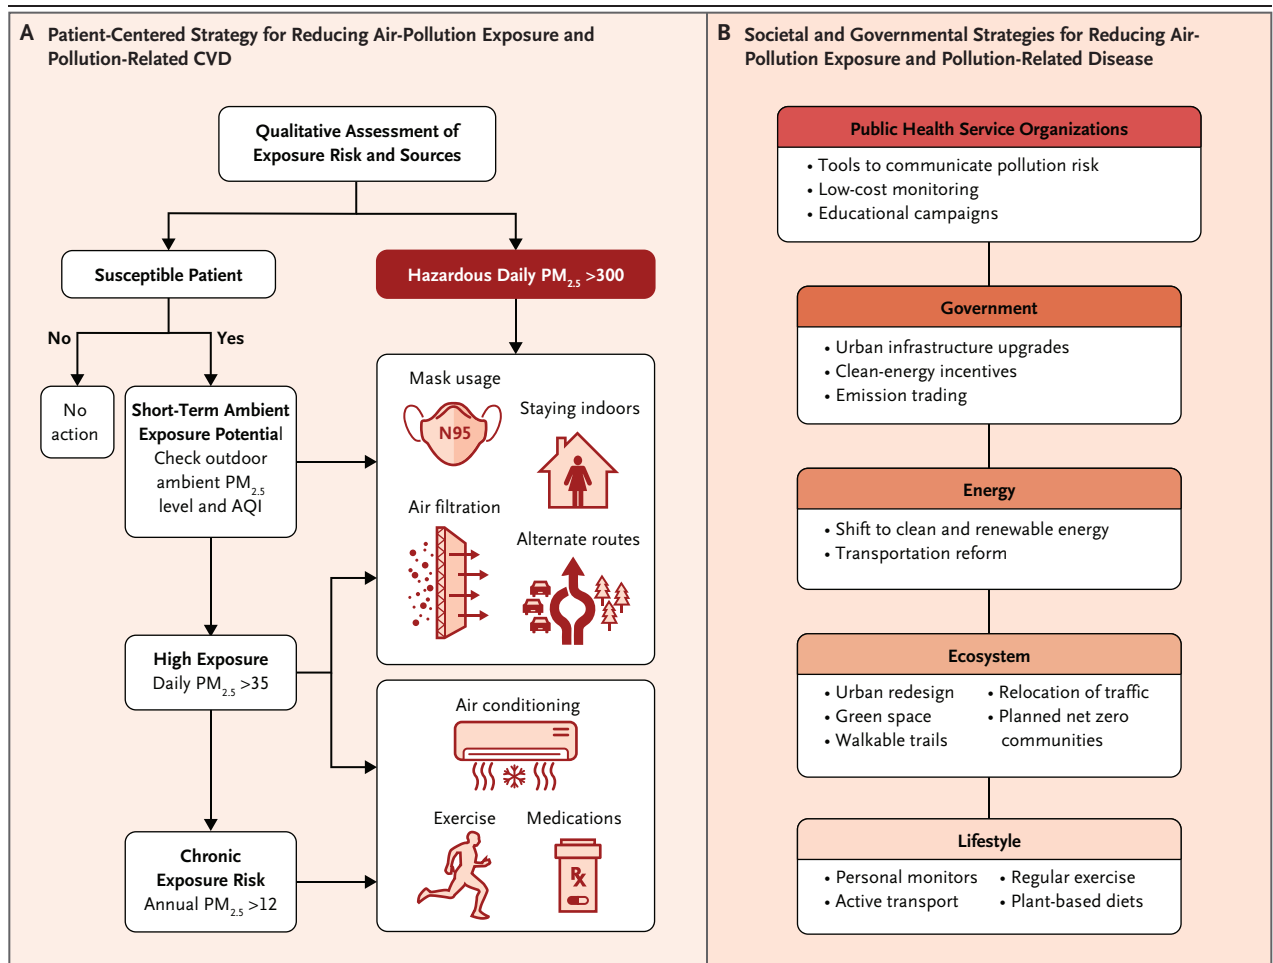 A Patient-Centered Strategy for Reducing Air-Pollution Exposure and
Pollution-Related CVD
Qualitative Assessment of
Exposure Risk and Sources
Susceptible Patient
Hazardous Daily PM2.5 >300
No
Yes
No
action
Short-Term Ambient
Exposure Potential
Check outdoor
ambient PM2.5
level and AQI
High Exposure
Daily PM2.5 >35
Chronic
Exposure Risk
Annual PM2.5 >12
Mask usage
N95
Staying indoors
Air filtration
Alternate routes
Air conditioning
Exercise
Medications
RX
B Societal and Governmental Strategies for Reducing Air-
Pollution Exposure and Pollution-Related Disease
Public Health Service Organizations
• Tools to communicate pollution risk
• Low-cost monitoring
• Educational campaigns
Government
• Urban infrastructure upgrades
• Clean-energy incentives
• Emission trading
Energy
• Shift to clean and renewable energy
• Transportation reform
Ecosystem
• Urban redesign
• Green space
• Walkable trails
• Relocation of traffic
• Planned net zero
communities
Lifestyle
• Personal monitors
• Active transport
• Regular exercise
• Plant-based diets